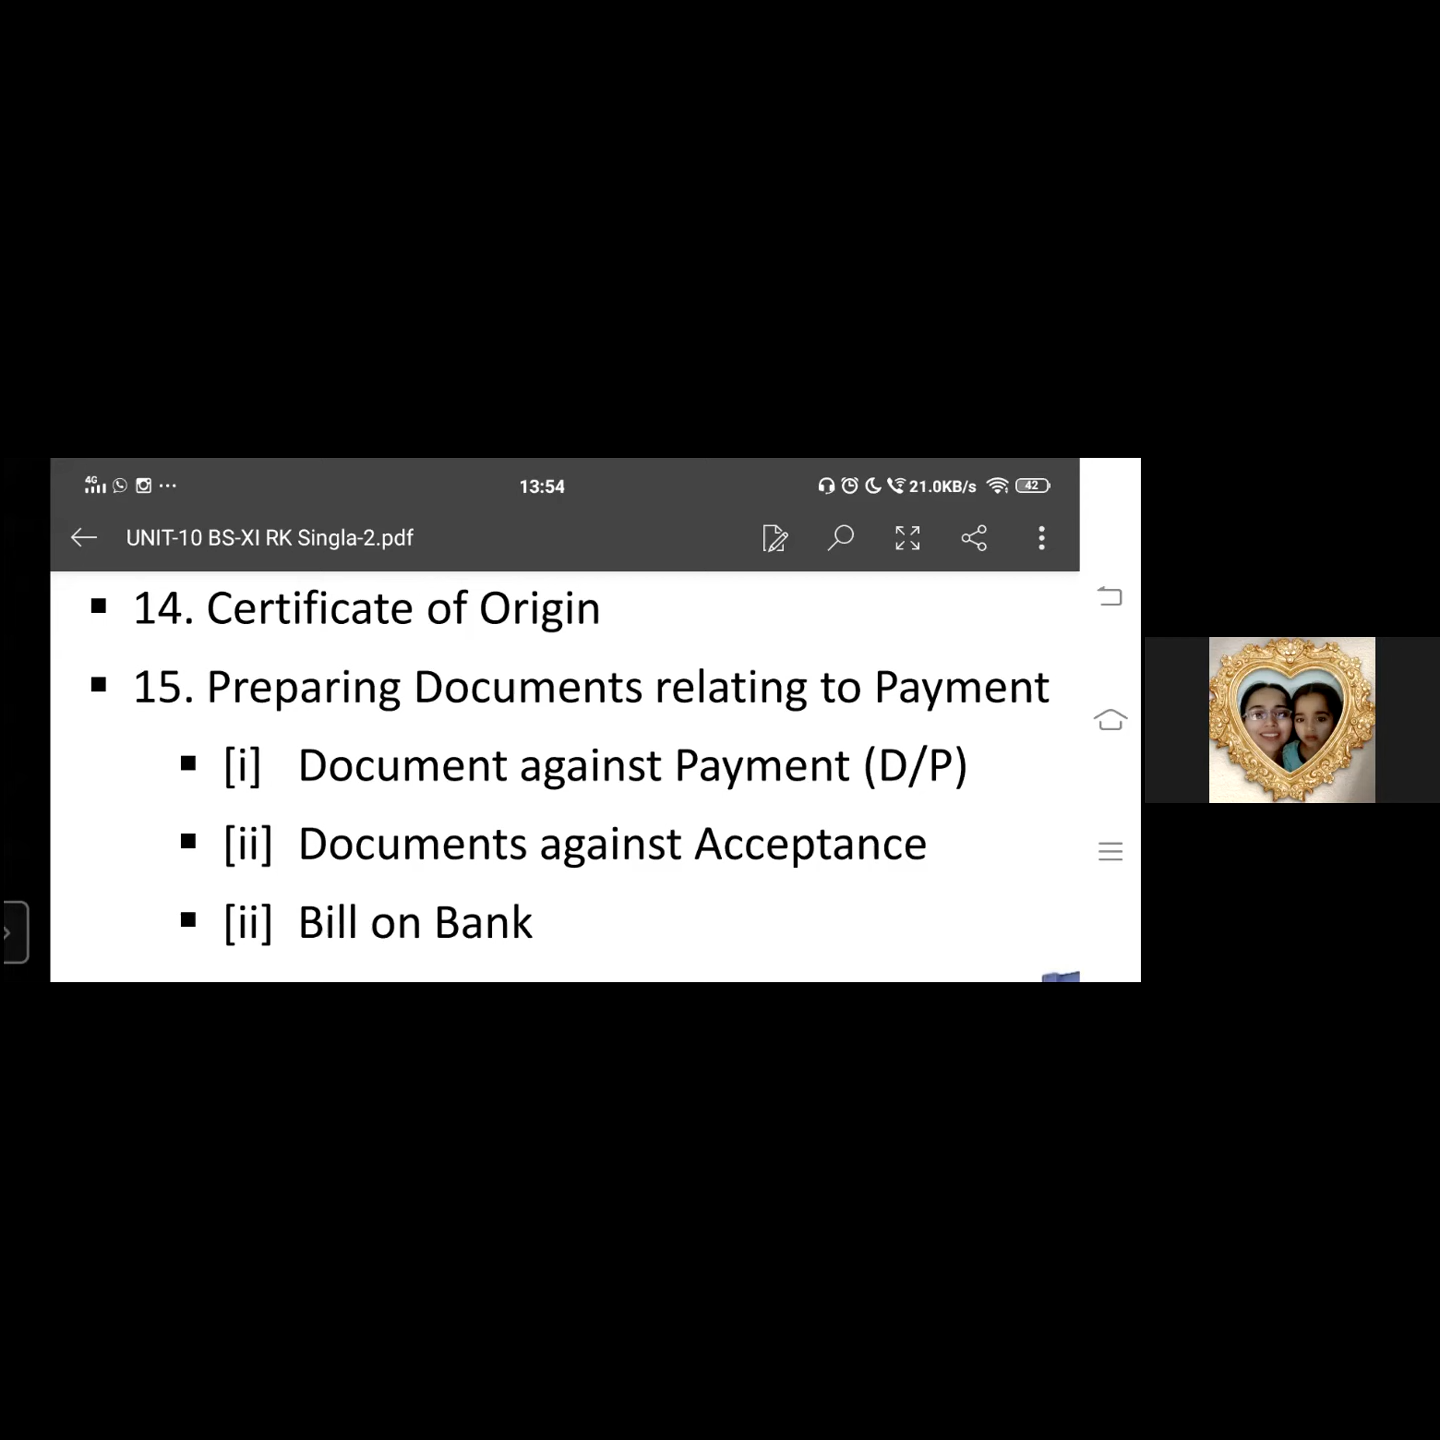 4G 13:54 21.0KB/s 42
UNIT-10 BS-XI RK Singla-2.pdf
▪ 14. Certificate of Origin
▪ 15. Preparing Documents relating to Payment
▪ [i] Document against Payment (D/P)
▪ [ii] Documents against Acceptance
▪ [ii] Bill on Bank